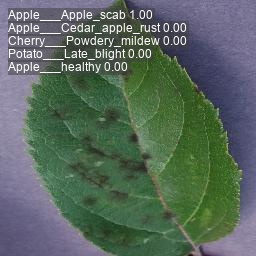 Apple___Apple_scab 1.00
Apple___Cedar_apple_rust 0.00
Cherry___Powdery_mildew 0.00
Potato___Late_blight 0.00
Apple___healthy 0.00